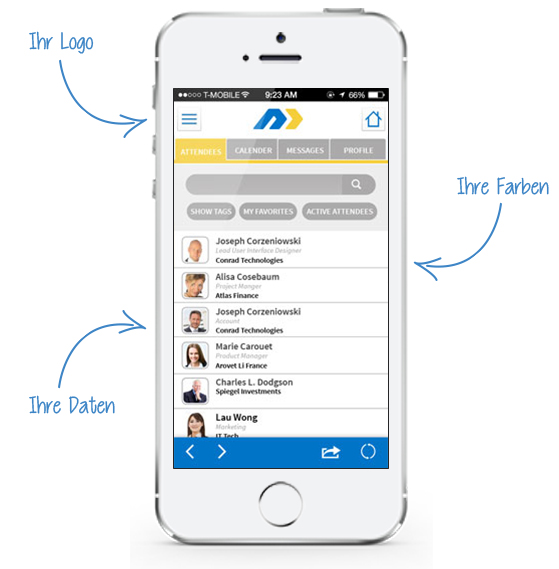 Ihr Logo
T-MOBILE 9:23 AM 66%
ATTENDEES CALENDER MESSAGES PROFILE
SHOW TAGS MY FAVORITES ACTIVE ATTENDEES
Ihre Farben
Joseph Corzeniowski
Lead User Interface Designer
Conrad Technologies
Alisa Cosebaum
Project Manger
Atlas Finance
Joseph Corzeniowski
Account
Conrad Technologies
Marie Carouet
Product Manager
Arovet Li France
Charles L. Dodgson
Spiegel Investments
Ihre Daten
Lau Wong
Marketing
IT Tech